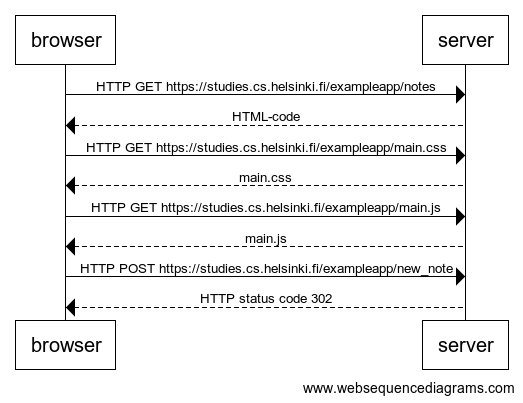 browser
server
HTTP GET https://studies.cs.helsinki.fi/exampleapp/notes
HTML-code
HTTP GET https://studies.cs.helsinki.fi/exampleapp/main.css
main.css
HTTP GET https://studies.cs.helsinki.fi/exampleapp/main.js
main.js
HTTP POST https://studies.cs.helsinki.fi/exampleapp/new_note
HTTP status code 302
browser
server
www.websequencediagrams.com